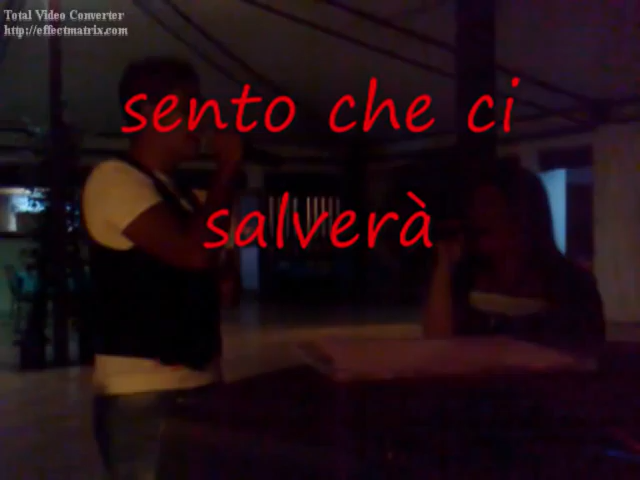 Total Video Converter
http://effectmatrix.com
sento che ci
salverà